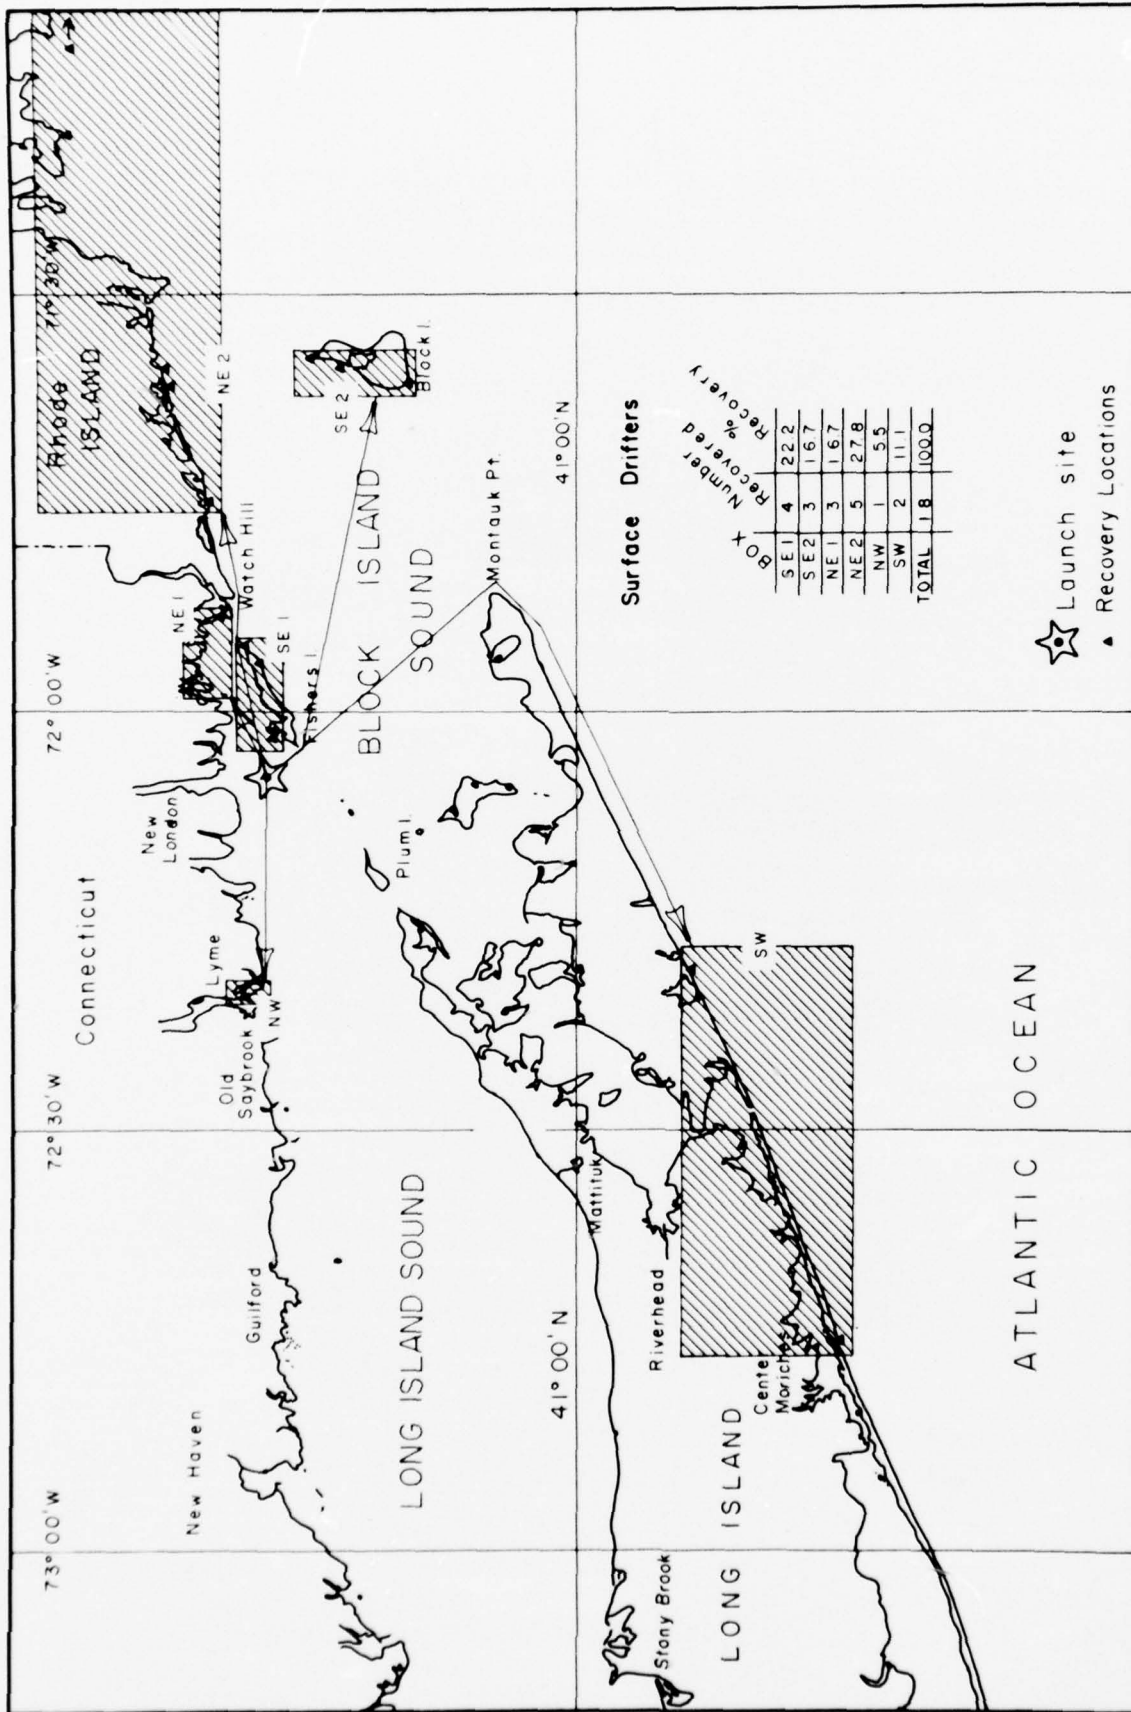 73° 00' W
72° 30' W
72° 00' W
71° 30' W
Connecticut
Rhode
ISLAND
New Haven
Guilford
Old
Saybrook
Lyme
NW
New
London
NE 1
Watch Hill
NE 2
SE 1
Fishers I.
SE 2
Block I.
BLOCK ISLAND
SOUND
Plum I.
Montauk Pt.
LONG ISLAND SOUND
41° 00' N
41° 00' N
Mattituk
Riverhead
Stony Brook
LONG ISLAND
Cente
Moriches
SW
ATLANTIC OCEAN
Surface Drifters
BOX Number Recovered % Recovery
SE 1 4 22.2
SE 2 3 16.7
NE 1 3 16.7
NE 2 5 27.8
NW 1 5.5
SW 2 11.1
TOTAL 18 100.0
Launch site
Recovery Locations